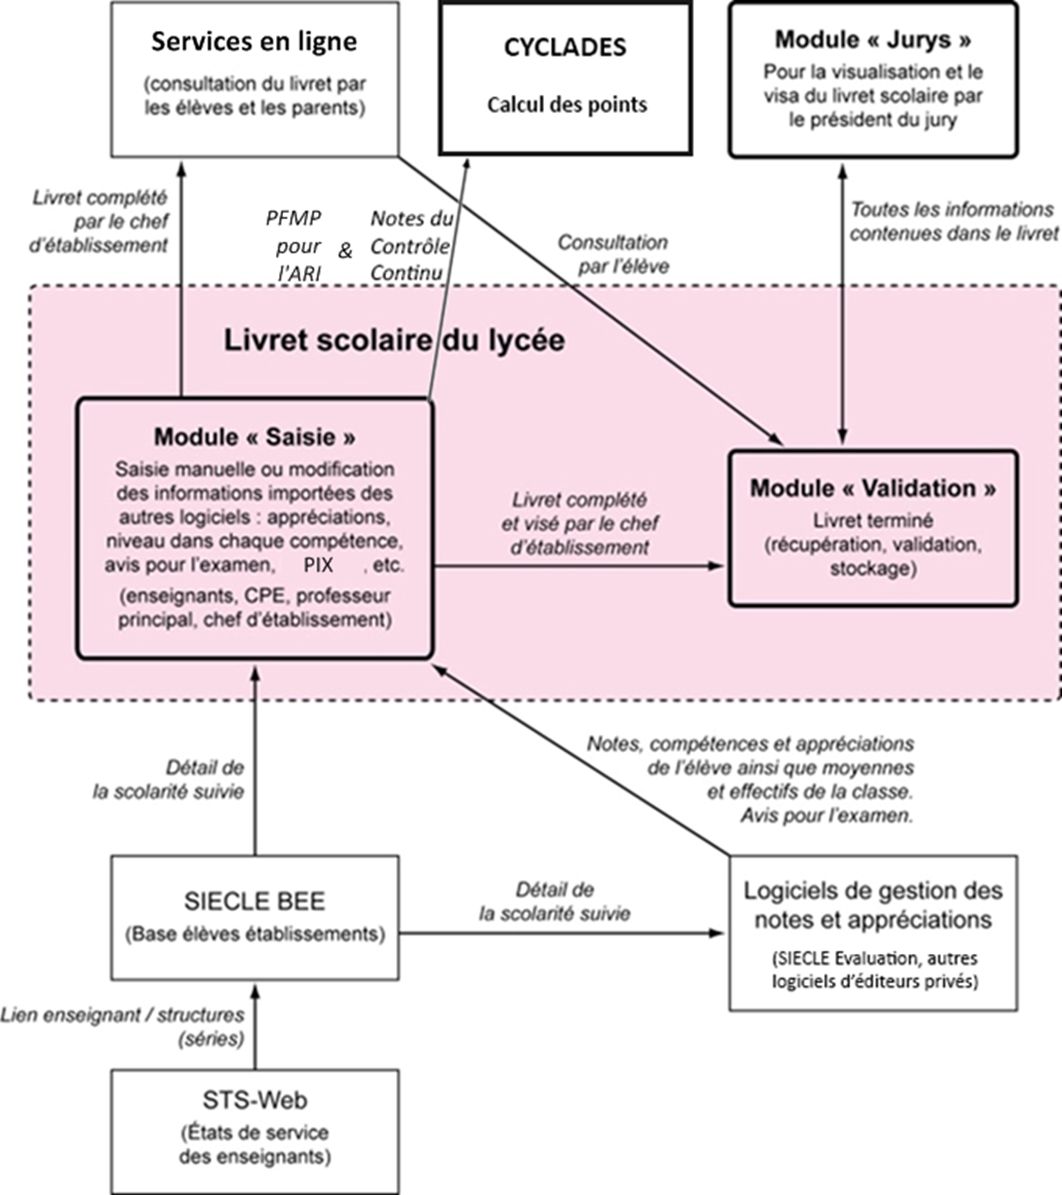 Services en ligne
(consultation du livret par
les élèves et les parents)
CYCLADES
Calcul des points
Module « Jurys »
Pour la visualisation et le
visa du livret scolaire par
le président du jury
Livret complété
par le chef
d'établissement
PFMP
pour
l'ARI
&
Notes du
Contrôle
Continu
Consultation
par l'élève
Toutes les informations
contenues dans le livret
Livret scolaire du lycée
Module « Saisie »
Saisie manuelle ou modification
des informations importées des
autres logiciels : appréciations,
niveau dans chaque compétence,
avis pour l'examen, PIX , etc.
(enseignants, CPE, professeur
principal, chef d'établissement)
Livret complété
et visé par le chef
d'établissement
Module « Validation »
Livret terminé
(récupération, validation,
stockage)
Détail de
la scolarité suivie
Notes, compétences et appréciations
de l'élève ainsi que moyennes
et effectifs de la classe.
Avis pour l'examen.
SIECLE BEE
(Base élèves établissements)
Détail de
la scolarité suivie
Logiciels de gestion des
notes et appréciations
(SIECLE Evaluation, autres
logiciels d'éditeurs privés)
Lien enseignant / structures
(séries)
STS-Web
(États de service
des enseignants)